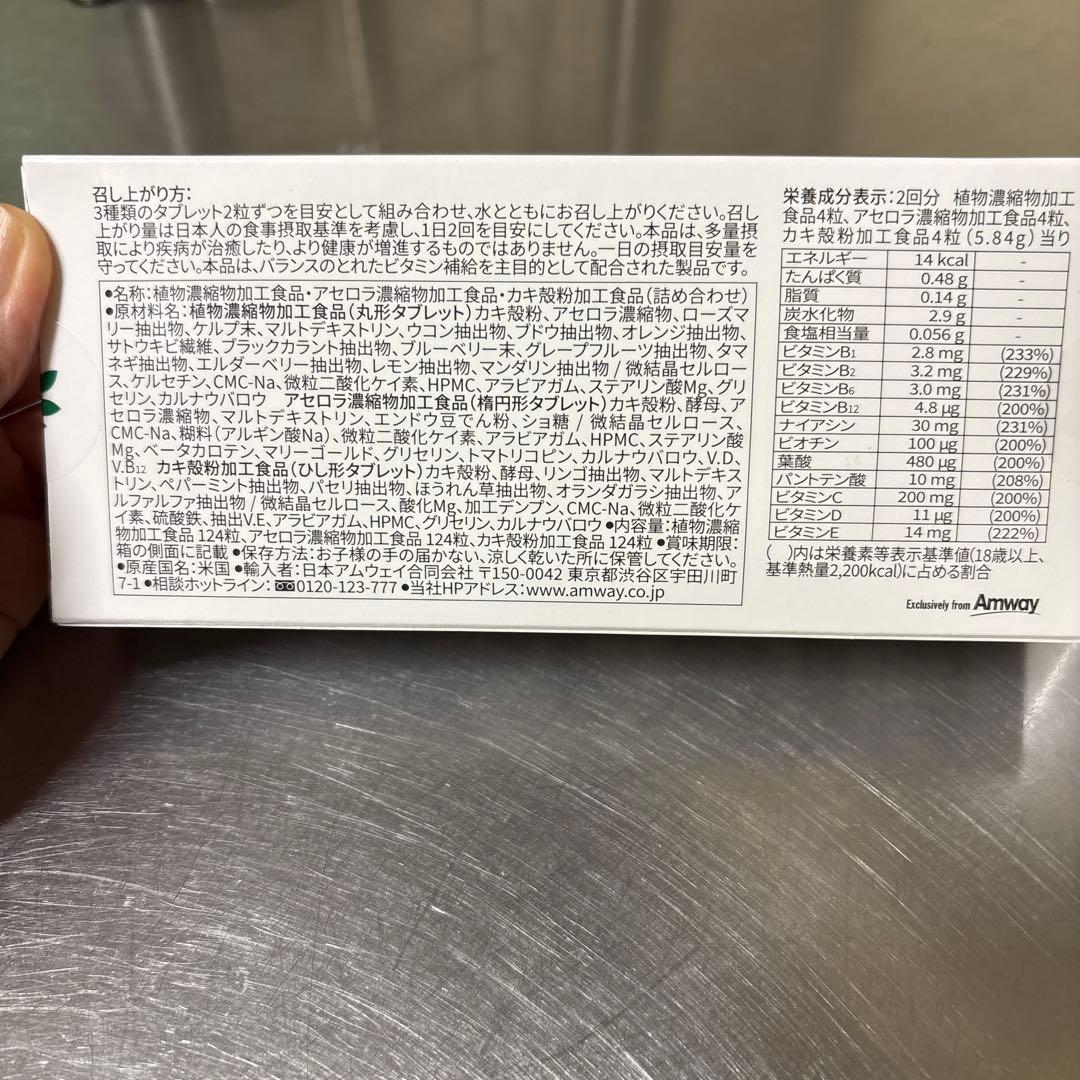 召し上がり方：
3種類のタブレット2粒ずつを目安として組み合わせ、水とともにお召し上がりください。召し
上がり量は日本人の食事摂取基準を考慮し、1日2回を目安にしてください。本品は、多量摂
取により疾病が治癒したり、より健康が増進するものではありません。一日の摂取目安量を
守ってください。本品は、バランスのとれたビタミン補給を主目的として配合された製品です。
●名称：植物濃縮物加工食品・アセロラ濃縮物加工食品・カキ殻粉加工食品（詰め合わせ）
●原材料名：植物濃縮物加工食品（丸形タブレット）カキ殻粉、アセロラ濃縮物、ローズマ
リー抽出物、ケルプ末、マルトデキストリン、ウコン抽出物、ブドウ抽出物、オレンジ抽出物、
サトウキビ繊維、ブラックカラント抽出物、ブルーベリー末、グレープフルーツ抽出物、タマ
ネギ抽出物、エルダーベリー抽出物、レモン抽出物、マンダリン抽出物 / 微結晶セルロー
ス、ケルセチン、CMC-Na、微粒二酸化ケイ素、HPMC、アラビアガム、ステアリン酸Mg、グリ
セリン、カルナウバロウ アセロラ濃縮物加工食品（楕円形タブレット）カキ殻粉、酵母、ア
セロラ濃縮物、マルトデキストリン、エンドウ豆でん粉、ショ糖 / 微結晶セルロース、
CMC-Na、糊料（アルギン酸Na）、微粒二酸化ケイ素、アラビアガム、HPMC、ステアリン酸
Mg、ベータカロテン、マリーゴールド、グリセリン、トマトリコピン、カルナウバロウ、V.D、
V.B12 カキ殻粉加工食品（ひし形タブレット）カキ殻粉、酵母、リンゴ抽出物、マルトデキス
トリン、ペパーミント抽出物、パセリ抽出物、ほうれん草抽出物、オランダガラシ抽出物、ア
ルファルファ抽出物 / 微結晶セルロース、酸化Mg、加工デンプン、CMC-Na、微粒二酸化ケ
イ素、硫酸鉄、抽出V.E、アラビアガム、HPMC、グリセリン、カルナウバロウ ●内容量：植物濃縮
物加工食品 124粒、アセロラ濃縮物加工食品 124粒、カキ殻粉加工食品 124粒 ●賞味期限：
箱の側面に記載 ●保存方法：お子様の手の届かない、涼しく乾いた所に保管してください。
●原産国名：米国 ●輸入者：日本アムウェイ合同会社 〒150-0042 東京都渋谷区宇田川町
7-1 ●相談ホットライン：0120-123-777 ●当社HPアドレス：www.amway.co.jp
栄養成分表示：2回分 植物濃縮物加工
食品4粒、アセロラ濃縮物加工食品4粒、
カキ殻粉加工食品4粒（5.84g）当り
エネルギー 14 kcal -
たんぱく質 0.48 g -
脂質 0.14 g -
炭水化物 2.9 g -
食塩相当量 0.056 g -
ビタミンB1 2.8 mg (233%)
ビタミンB2 3.2 mg (229%)
ビタミンB6 3.0 mg (231%)
ビタミンB12 4.8 μg (200%)
ナイアシン 30 mg (231%)
ビオチン 100 μg (200%)
葉酸 480 μg (200%)
パントテン酸 10 mg (208%)
ビタミンC 200 mg (200%)
ビタミンD 11 μg (200%)
ビタミンE 14 mg (222%)
( )内は栄養素等表示基準値(18歳以上、
基準熱量2,200kcal)に占める割合
Exclusively from Amway